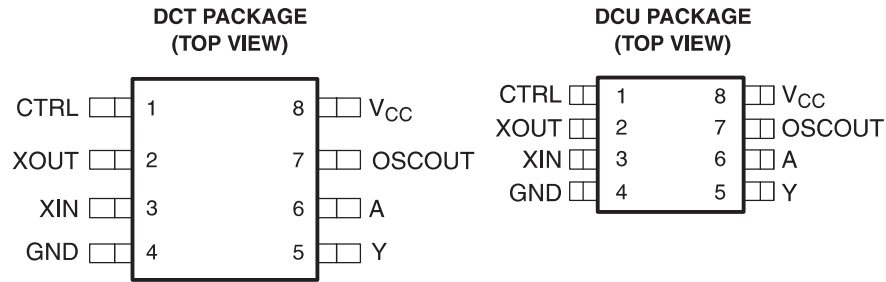 DCT PACKAGE
(TOP VIEW)
CTRL 1 8 VCC
XOUT 2 7 OSCOUT
XIN 3 6 A
GND 4 5 Y
DCU PACKAGE
(TOP VIEW)
CTRL 1 8 VCC
XOUT 2 7 OSCOUT
XIN 3 6 A
GND 4 5 Y